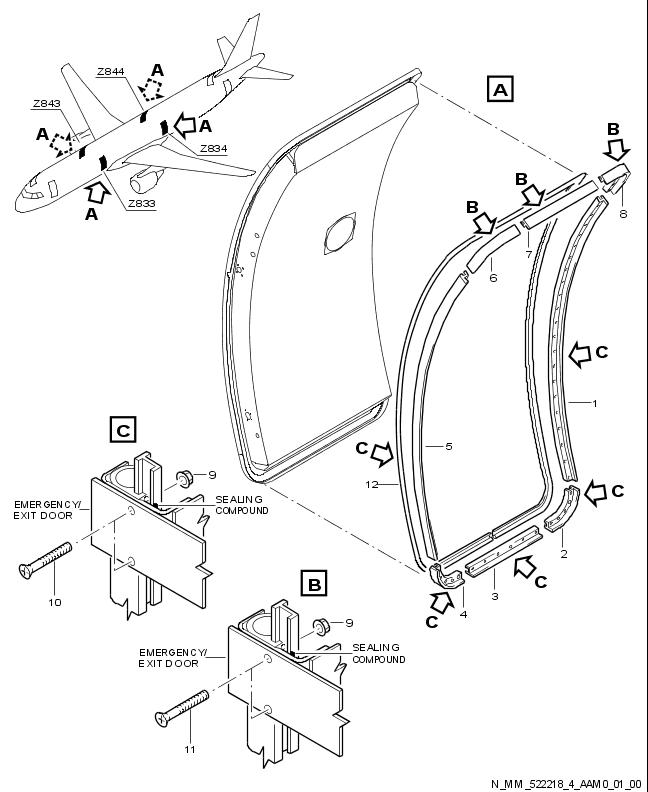 Z844
A
Z843
A
A
Z834
A
Z833
A
B
B
B
8
7
6
C
1
5
C
12
C
2
C
3
4
C
C
9
EMERGENCY/
EXIT DOOR
SEALING
COMPOUND
10
B
9
EMERGENCY/
EXIT DOOR
SEALING
COMPOUND
11
N_MM_522218_4_AAM0_01_00